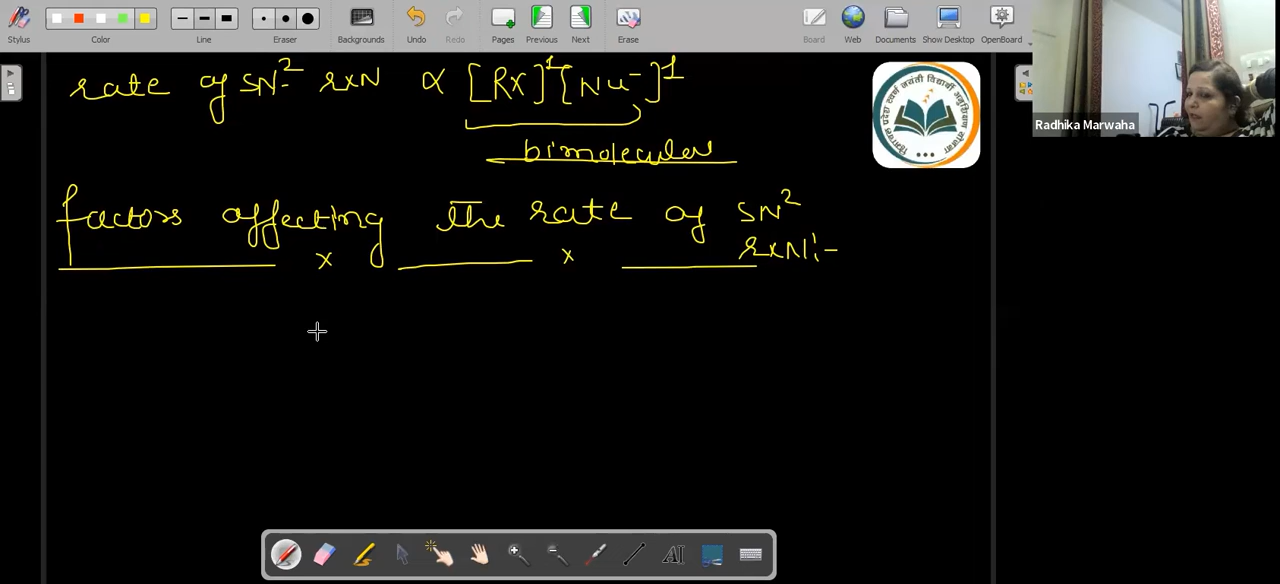 Stylus
Color
Line
Eraser
Backgrounds
Undo
Redo
Pages
Previous
Next
Erase
Board
Web
Documents
Show Desktop
OpenBoard
rate of SN² rxN ∝ [Rx]¹[Nu⁻]¹
bimolecular
factors affecting the rate of SN²
rxN:-
x x
Radhika Marwaha
AI